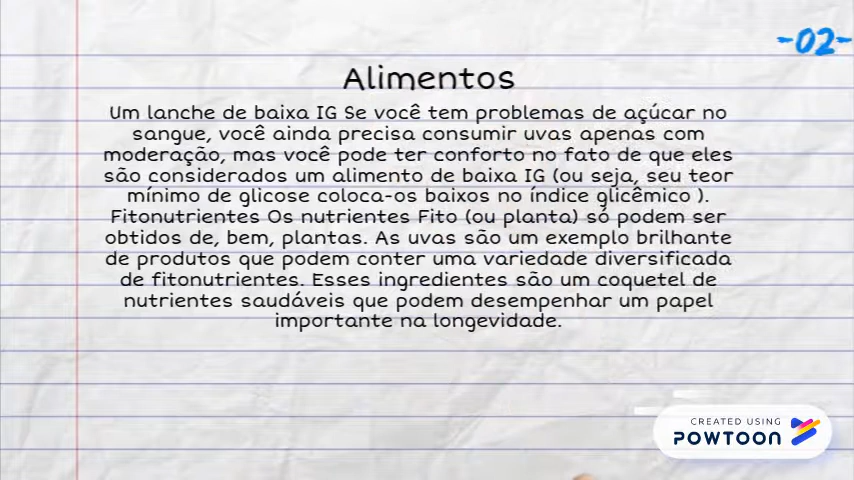 -02-
Alimentos
Um lanche de baixa IG Se você tem problemas de açúcar no
sangue, você ainda precisa consumir uvas apenas com
moderação, mas você pode ter conforto no fato de que eles
são considerados um alimento de baixa IG (ou seja, seu teor
mínimo de glicose coloca-os baixos no índice glicêmico ).
Fitonutrientes Os nutrientes Fito (ou planta) só podem ser
obtidos de, bem, plantas. As uvas são um exemplo brilhante
de produtos que podem conter uma variedade diversificada
de fitonutrientes. Esses ingredientes são um coquetel de
nutrientes saudáveis que podem desempenhar um papel
importante na longevidade.
CREATED USING
POWTOON